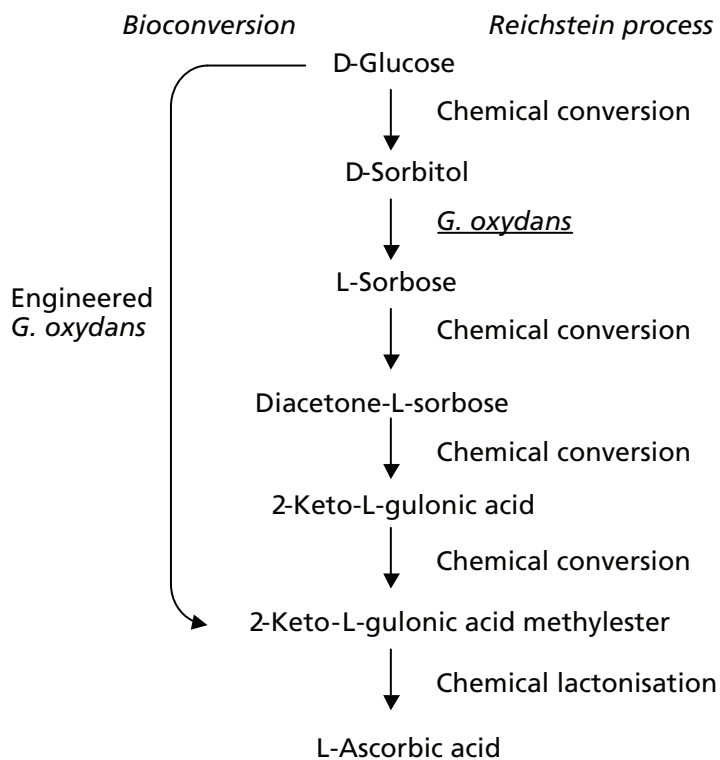 Bioconversion
Reichstein process
D-Glucose
Chemical conversion
D-Sorbitol
G. oxydans
L-Sorbose
Engineered
G. oxydans
Chemical conversion
Diacetone-L-sorbose
Chemical conversion
2-Keto-L-gulonic acid
Chemical conversion
2-Keto-L-gulonic acid methylester
Chemical lactonisation
L-Ascorbic acid